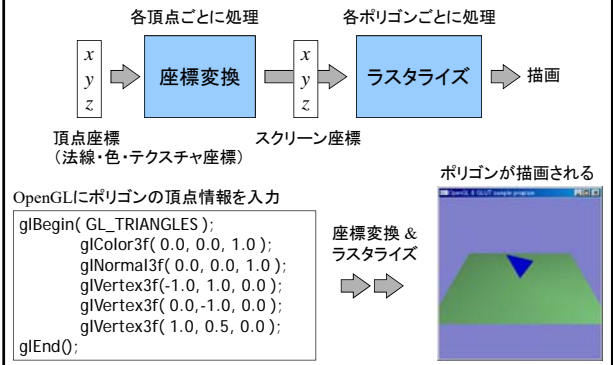 各頂点ごとに処理
各ポリゴンごとに処理
x
y
z
座標変換
x
y
z
ラスタライズ
描画
頂点座標
(法線・色・テクスチャ座標)
スクリーン座標
ポリゴンが描画される
OpenGLにポリゴンの頂点情報を入力
glBegin( GL_TRIANGLES );
glColor3f( 0.0, 0.0, 1.0 );
glNormal3f( 0.0, 0.0, 1.0 );
glVertex3f(-1.0, 1.0, 0.0 );
glVertex3f( 0.0,-1.0, 0.0 );
glVertex3f( 1.0, 0.5, 0.0 );
glEnd();
座標変換 &
ラスタライズ
OpenGL & GLUT sample program